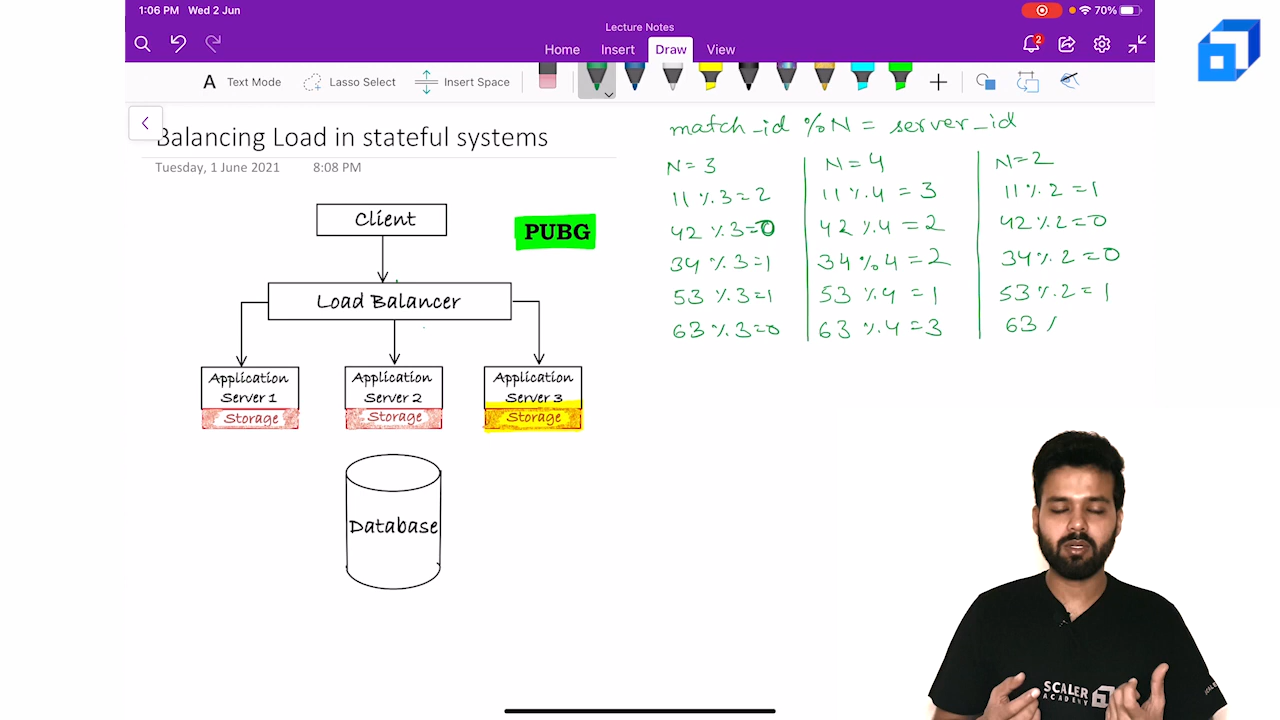 1:06 PM Wed 2 Jun
70%
Lecture Notes
Home Insert Draw View
2
Text Mode Lasso Select Insert Space
Balancing Load in stateful systems
Tuesday, 1 June 2021 8:08 PM
Client
PUBG
Load Balancer
Application Server 1
Storage
Application Server 2
Storage
Application Server 3
Storage
Database
match_id % N = server_id
N = 3
11 % 3 = 2
42 % 3 = 0
34 % 3 = 1
53 % 3 = 1
63 % 3 = 0
N = 4
11 % 4 = 3
42 % 4 = 2
34 % 4 = 2
53 % 4 = 1
63 % 4 = 3
N = 2
11 % 2 = 1
42 % 2 = 0
34 % 2 = 0
53 % 2 = 1
63 /
SCALER
ACADEMY